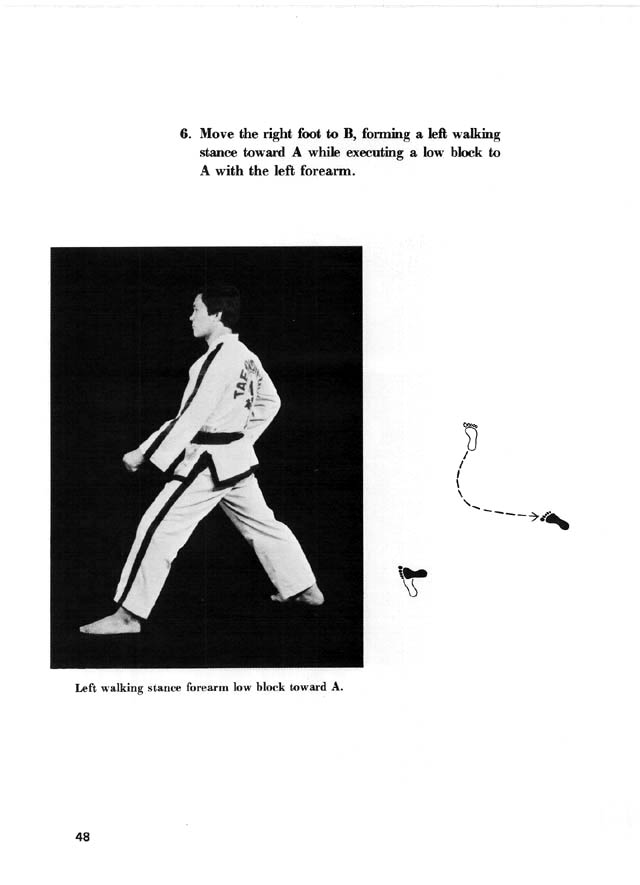 6. Move the right foot to B, forming a left walking
stance toward A while executing a low block to
A with the left forearm.
Left walking stance forearm low block toward A.
48